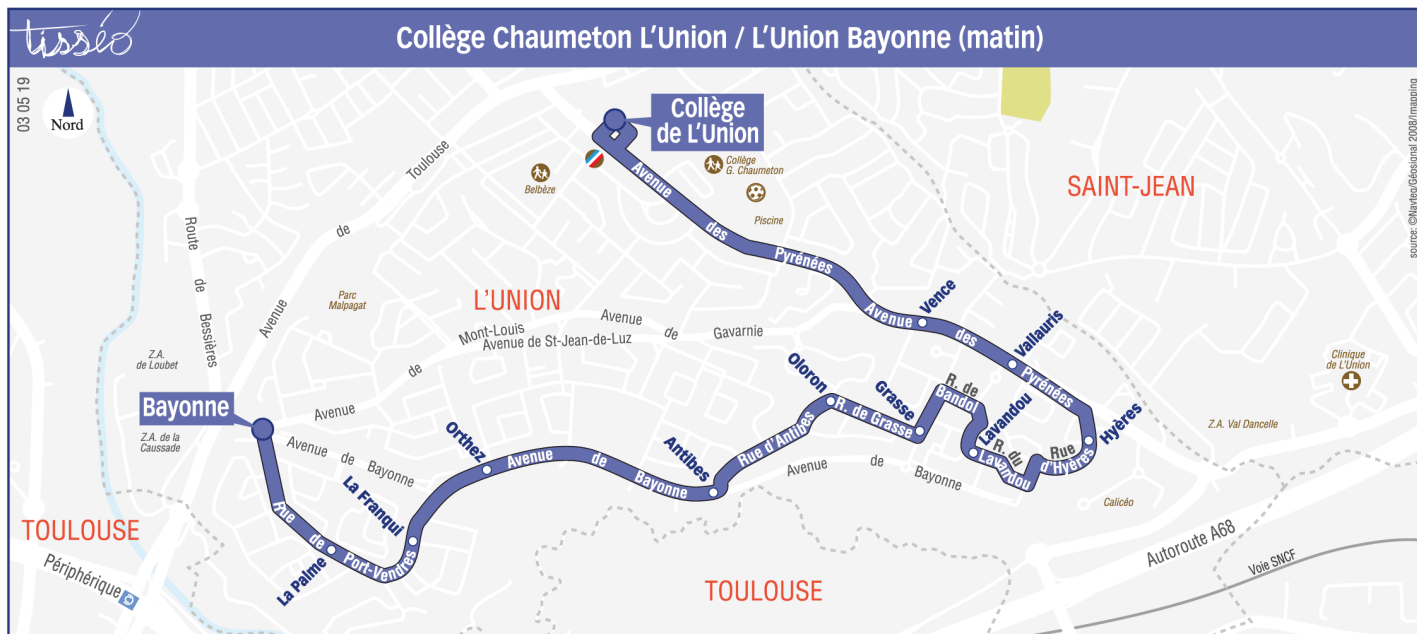 tisséo
Collège Chaumeton L'Union / L'Union Bayonne (matin)
03 05 19
Nord
source: ©Navteq/Géosignal 2008/Imapping
Collège
de L'Union
Collège
G. Chaumeton
Belbèze
Piscine
SAINT-JEAN
Toulouse
de
Avenue
Route
de
Bessières
Parc
Malpagat
L'UNION
Avenue
des
Pyrénées
Avenue
des
Pyrénées
Vence
Vallauris
Hyères
Mont-Louis
Avenue
de
Gavarnie
Avenue de St-Jean-de-Luz
de
Avenue
Z.A.
de Loubet
Bayonne
Z.A. de la
Caussade
Clinique
de L'Union
Z.A. Val Dancelle
Oloron
Grasse
R. de
Bandol
Lavandou
R. du
Lavandou
Rue
d'Hyères
R. de Grasse
Rue d'Antibes
Antibes
Orthez
Avenue
de
Bayonne
Avenue
de
Bayonne
Avenue
de
Bayonne
La Franqui
Rue
de
Port-Vendres
La Palme
Calicéo
TOULOUSE
Périphérique
TOULOUSE
Autoroute A68
Voie SNCF